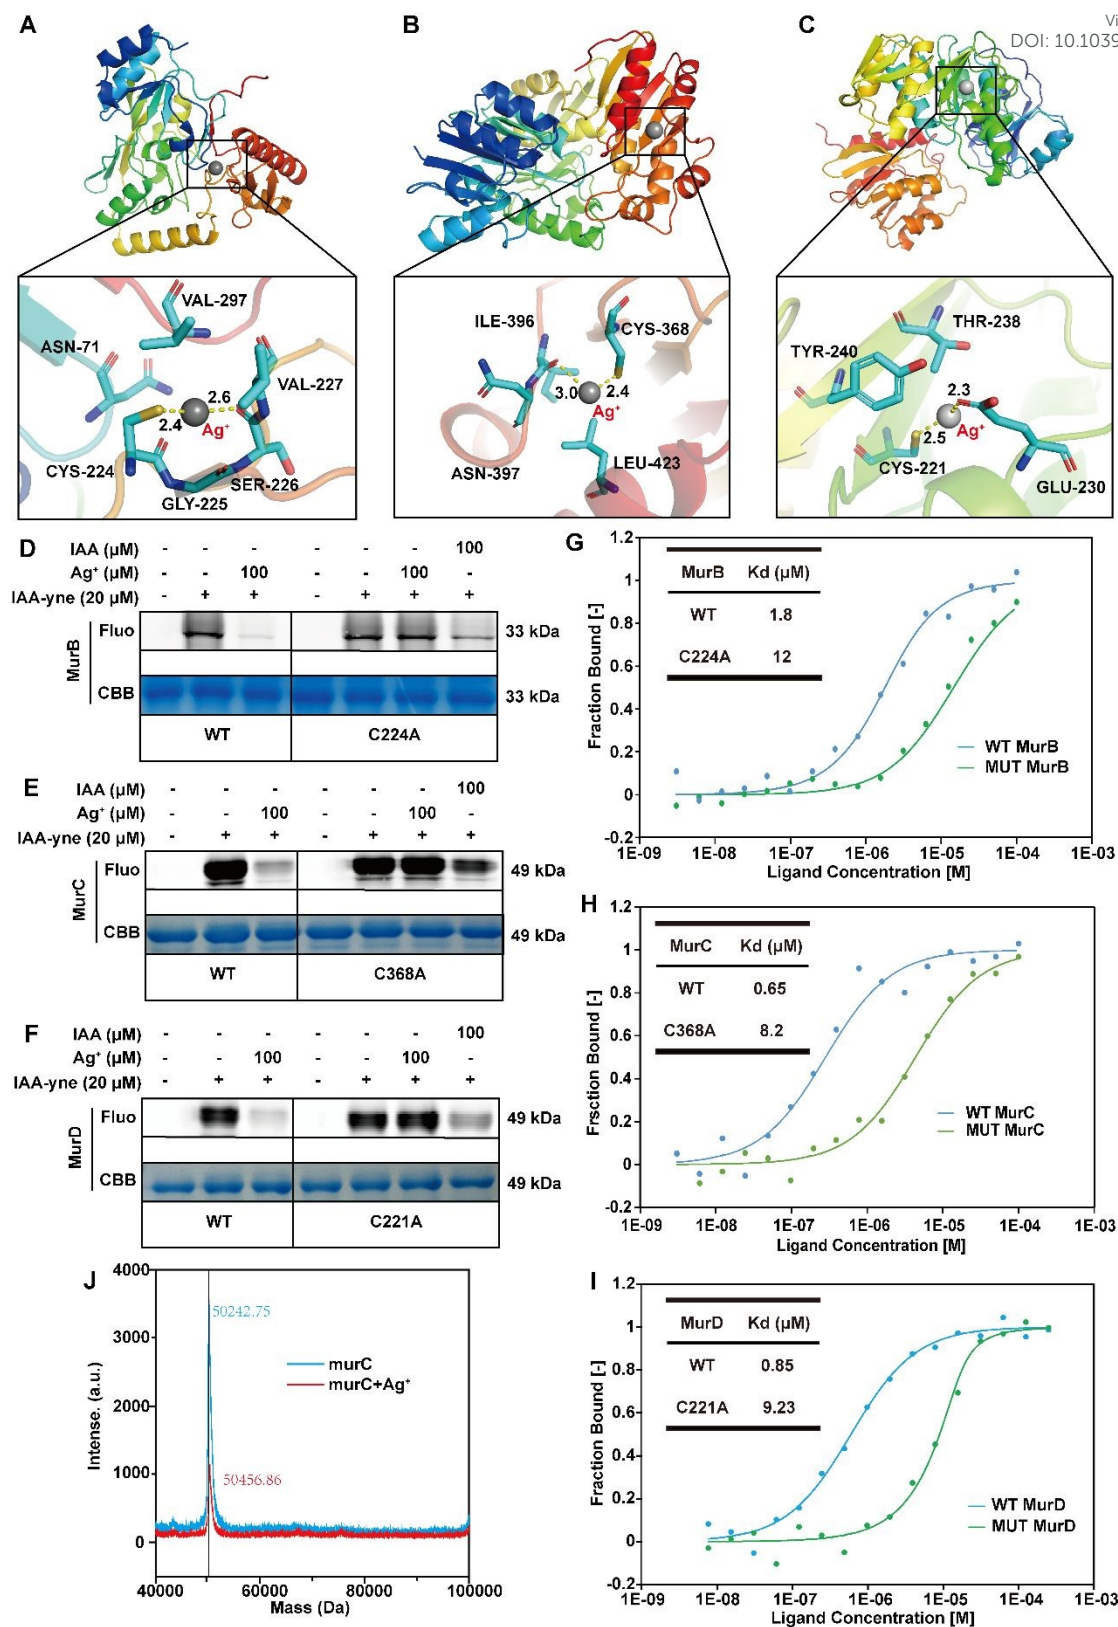 Vi
DOI: 10.1039
A
B
C
VAL-297
ASN-71
VAL-227
2.6
2.4
Ag⁺
CYS-224
SER-226
GLY-225
ILE-396
CYS-368
3.0
2.4
Ag⁺
ASN-397
LEU-423
THR-238
TYR-240
2.3
2.5
Ag⁺
CYS-221
GLU-230
D
IAA (µM) - - - - - - 100
Ag⁺ (µM) - - 100 - - 100 -
IAA-yne (20 µM) - + + - + + +
MurB
Fluo
33 kDa
CBB
33 kDa
WT
C224A
E
IAA (µM) - - - - - - 100
Ag⁺ (µM) - - 100 - - 100 -
IAA-yne (20 µM) - + + - + + +
MurC
Fluo
49 kDa
CBB
49 kDa
WT
C368A
F
IAA (µM) - - - - - - 100
Ag⁺ (µM) - - 100 - - 100 -
IAA-yne (20 µM) - + + - + + +
MurD
Fluo
49 kDa
CBB
49 kDa
WT
C221A
G
1.2
1
0.8
0.6
0.4
0.2
0
-0.2
Fraction Bound [-]
MurB Kd (µM)
WT 1.8
C224A 12
WT MurB
MUT MurB
1E-09 1E-08 1E-07 1E-06 1E-05 1E-04 1E-03
Ligand Concentration [M]
H
1.2
1
0.8
0.6
0.4
0.2
0
-0.2
Frsction Bound [-]
MurC Kd (µM)
WT 0.65
C368A 8.2
WT MurC
MUT MurC
1E-09 1E-08 1E-07 1E-06 1E-05 1E-04 1E-03
Ligand Concentration [M]
I
1.2
1
0.8
0.6
0.4
0.2
0
-0.2
Fraction Bound [-]
MurD Kd (µM)
WT 0.85
C221A 9.23
WT MurD
MUT MurD
1E-09 1E-08 1E-07 1E-06 1E-05 1E-04 1E-03
Ligand Concentration [M]
J
4000
3000
2000
1000
0
Intense. (a.u.)
50242.75
murC
murC+Ag⁺
50456.86
40000 60000 80000 100000
Mass (Da)